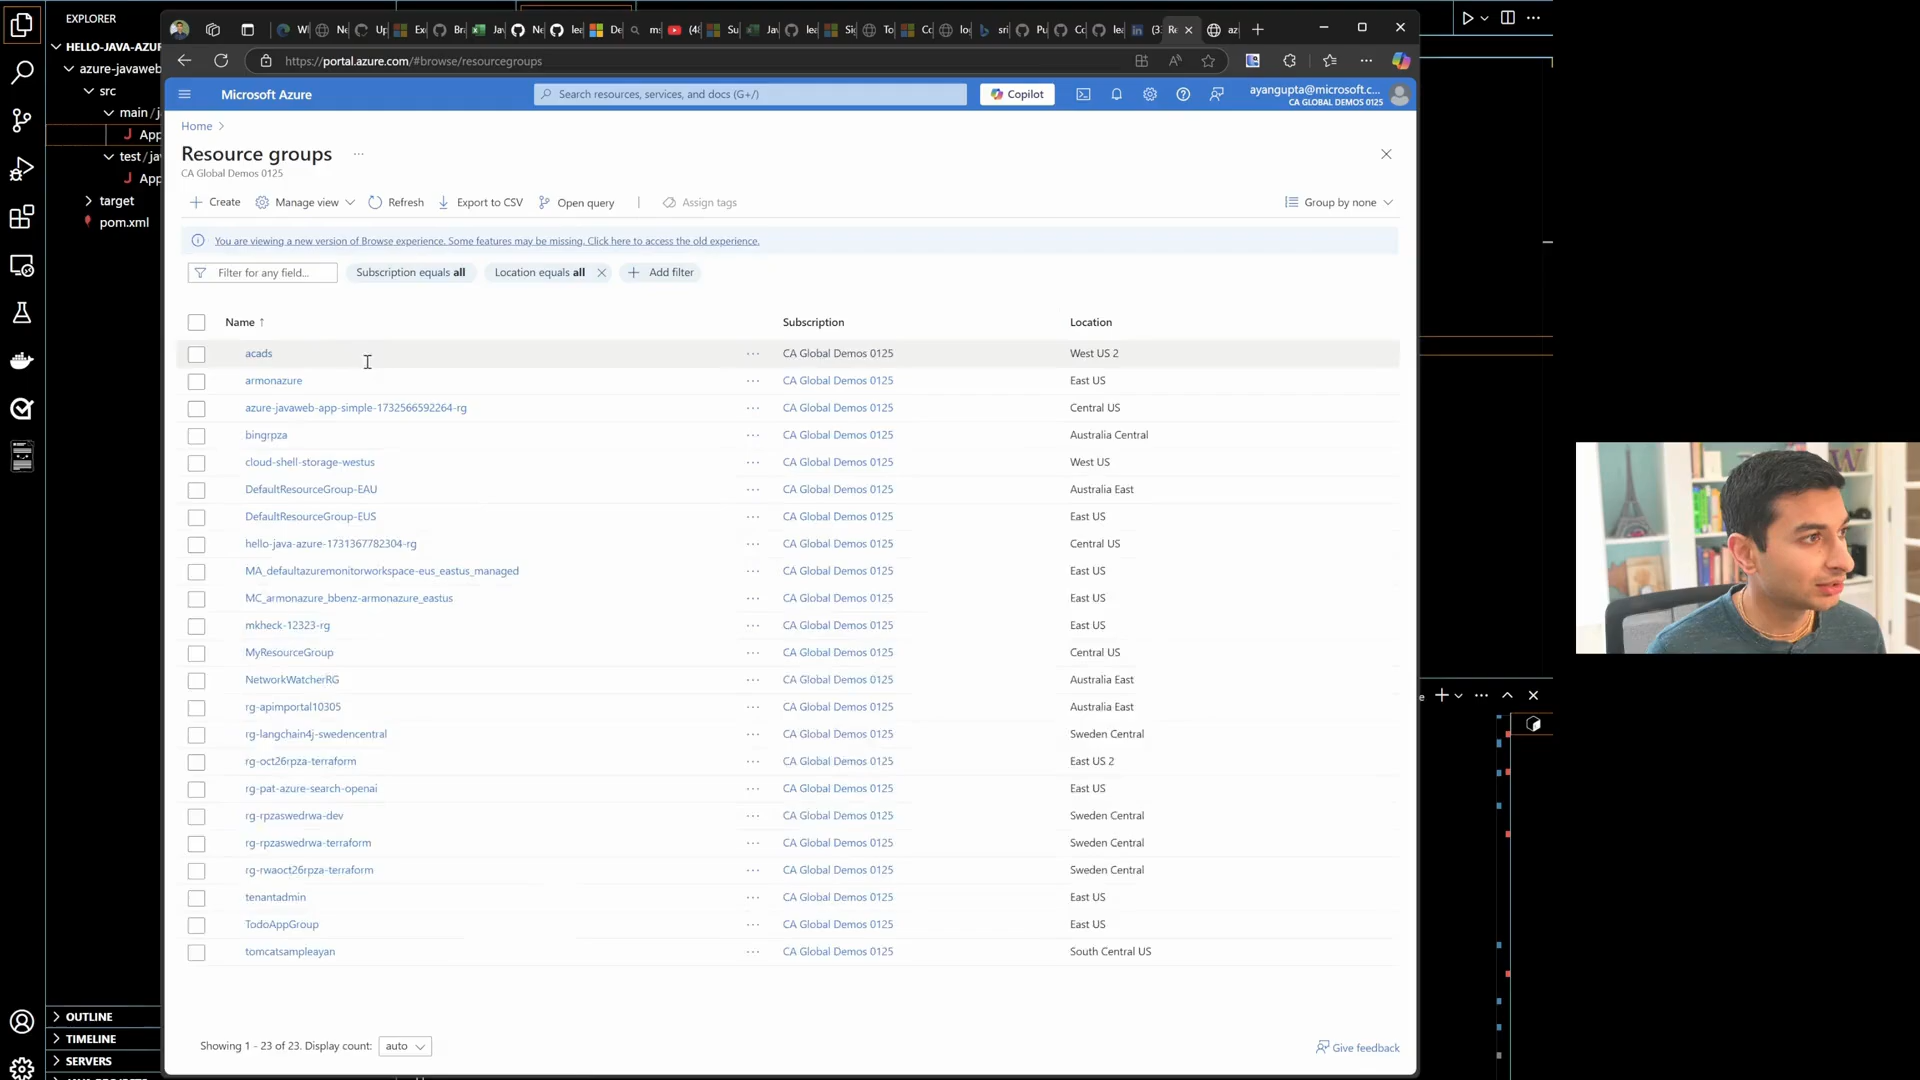 EXPLORER
HELLO-JAVA-AZUR
azure-javaweb
src
main / j
J App
test / ja
J App
target
pom.xml
OUTLINE
TIMELINE
SERVERS
https://portal.azure.com/#browse/resourcegroups
Microsoft Azure
Search resources, services, and docs (G+/)
Copilot
ayangupta@microsoft.c...
CA GLOBAL DEMOS 0125
Home
Resource groups
...
CA Global Demos 0125
Create
Manage view
Refresh
Export to CSV
Open query
Assign tags
Group by none
You are viewing a new version of Browse experience. Some features may be missing. Click here to access the old experience.
Filter for any field...
Subscription equals all
Location equals all
Add filter
Name ↑ Subscription Location
acads ... CA Global Demos 0125 West US 2
armonazure ... CA Global Demos 0125 East US
azure-javaweb-app-simple-1732566592264-rg ... CA Global Demos 0125 Central US
bingrpza ... CA Global Demos 0125 Australia Central
cloud-shell-storage-westus ... CA Global Demos 0125 West US
DefaultResourceGroup-EAU ... CA Global Demos 0125 Australia East
DefaultResourceGroup-EUS ... CA Global Demos 0125 East US
hello-java-azure-1731367782304-rg ... CA Global Demos 0125 Central US
MA_defaultazuremonitorworkspace-eus_eastus_managed ... CA Global Demos 0125 East US
MC_armonazure_bbenz-armonazure_eastus ... CA Global Demos 0125 East US
mkheck-12323-rg ... CA Global Demos 0125 East US
MyResourceGroup ... CA Global Demos 0125 Central US
NetworkWatcherRG ... CA Global Demos 0125 Australia East
rg-apimportal10305 ... CA Global Demos 0125 Australia East
rg-langchain4j-swedencentral ... CA Global Demos 0125 Sweden Central
rg-oct26rpza-terraform ... CA Global Demos 0125 East US 2
rg-pat-azure-search-openai ... CA Global Demos 0125 East US
rg-rpzaswedrwa-dev ... CA Global Demos 0125 Sweden Central
rg-rpzaswedrwa-terraform ... CA Global Demos 0125 Sweden Central
rg-rwaoct26rpza-terraform ... CA Global Demos 0125 Sweden Central
tenantadmin ... CA Global Demos 0125 East US
TodoAppGroup ... CA Global Demos 0125 East US
tomcatsampleayan ... CA Global Demos 0125 South Central US
Showing 1 - 23 of 23. Display count: auto
Give feedback